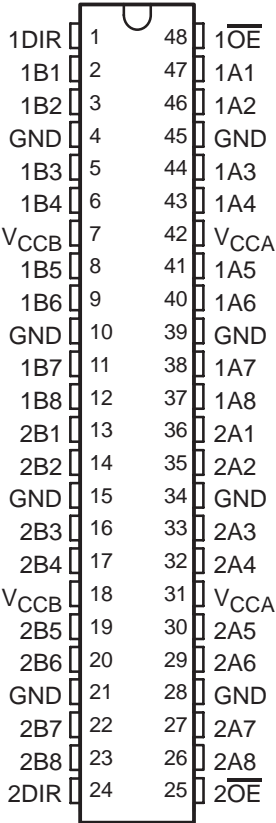 1DIR 1 48 1O̅E̅
1B1 2 47 1A1
1B2 3 46 1A2
GND 4 45 GND
1B3 5 44 1A3
1B4 6 43 1A4
VCCB 7 42 VCCA
1B5 8 41 1A5
1B6 9 40 1A6
GND 10 39 GND
1B7 11 38 1A7
1B8 12 37 1A8
2B1 13 36 2A1
2B2 14 35 2A2
GND 15 34 GND
2B3 16 33 2A3
2B4 17 32 2A4
VCCB 18 31 VCCA
2B5 19 30 2A5
2B6 20 29 2A6
GND 21 28 GND
2B7 22 27 2A7
2B8 23 26 2A8
2DIR 24 25 2O̅E̅